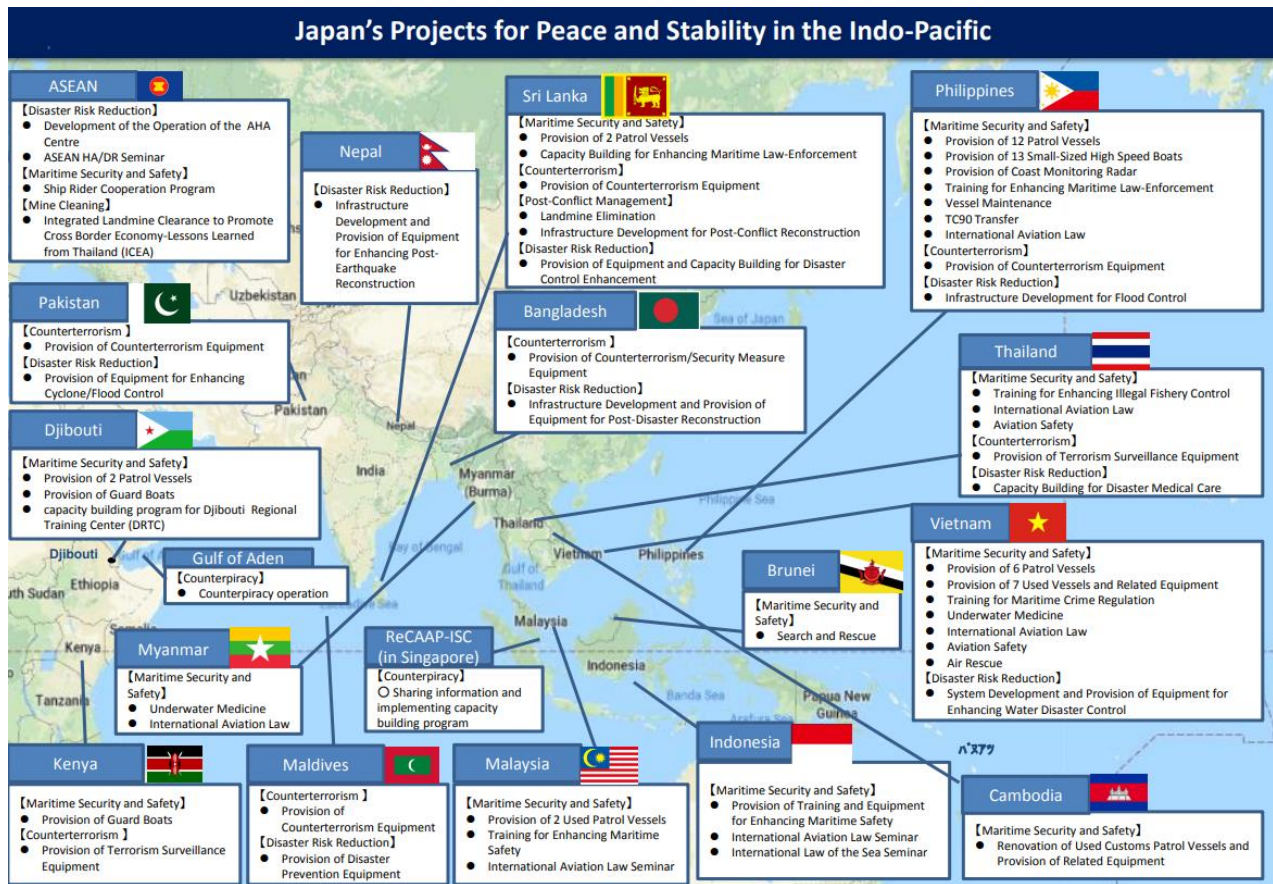 Japan's Projects for Peace and Stability in the Indo-Pacific
ASEAN
【Disaster Risk Reduction】
● Development of the Operation of the AHA
Centre
● ASEAN HA/DR Seminar
【Maritime Security and Safety】
● Ship Rider Cooperation Program
【Mine Cleaning】
● Integrated Landmine Clearance to Promote
Cross Border Economy-Lessons Learned
from Thailand (ICEA)
Nepal
【Disaster Risk Reduction】
● Infrastructure
Development and
Provision of Equipment
for Enhancing Post-
Earthquake
Reconstruction
Sri Lanka
【Maritime Security and Safety】
● Provision of 2 Patrol Vessels
● Capacity Building for Enhancing Maritime Law-Enforcement
【Counterterrorism】
● Provision of Counterterrorism Equipment
【Post-Conflict Management】
● Landmine Elimination
● Infrastructure Development for Post-Conflict Reconstruction
【Disaster Risk Reduction】
● Provision of Equipment and Capacity Building for Disaster
Control Enhancement
Philippines
【Maritime Security and Safety】
● Provision of 12 Patrol Vessels
● Provision of 13 Small-Sized High Speed Boats
● Provision of Coast Monitoring Radar
● Training for Enhancing Maritime Law-Enforcement
● Vessel Maintenance
● TC90 Transfer
● International Aviation Law
【Counterterrorism】
● Provision of Counterterrorism Equipment
【Disaster Risk Reduction】
● Infrastructure Development for Flood Control
Pakistan
【Counterterrorism 】
● Provision of Counterterrorism Equipment
【Disaster Risk Reduction】
● Provision of Equipment for Enhancing
Cyclone/Flood Control
Uzbekistan
Bangladesh
【Counterterrorism 】
● Provision of Counterterrorism/Security Measure
Equipment
【Disaster Risk Reduction】
● Infrastructure Development and Provision of
Equipment for Post-Disaster Reconstruction
Sea of Japan
Thailand
【Maritime Security and Safety】
● Training for Enhancing Illegal Fishery Control
● International Aviation Law
● Aviation Safety
【Counterterrorism】
● Provision of Terrorism Surveillance Equipment
【Disaster Risk Reduction】
● Capacity Building for Disaster Medical Care
Djibouti
【Maritime Security and Safety】
● Provision of 2 Patrol Vessels
● Provision of Guard Boats
● capacity building program for Djibouti Regional
Training Center (DRTC)
Pakistan
Nepal
India
Myanmar
(Burma)
Thailand
Vietnam
Philippines
Philippine Sea
Bay of Bengal
Gulf of
Thailand
Laccadive Sea
Malaysia
Indonesia
Banda Sea
Arafura Sea
Papua New
Guinea
バヌアツ
Djibouti
Ethiopia
South Sudan
Somalia
Kenya
Tanzania
Gulf of Aden
【Counterpiracy】
● Counterpiracy operation
Vietnam
【Maritime Security and Safety】
● Provision of 6 Patrol Vessels
● Provision of 7 Used Vessels and Related Equipment
● Training for Maritime Crime Regulation
● Underwater Medicine
● International Aviation Law
● Aviation Safety
● Air Rescue
【Disaster Risk Reduction】
● System Development and Provision of Equipment for
Enhancing Water Disaster Control
Brunei
【Maritime Security and
Safety】
● Search and Rescue
Myanmar
【Maritime Security and
Safety】
● Underwater Medicine
● International Aviation Law
ReCAAP-ISC
(in Singapore)
【Counterpiracy】
○ Sharing information and
implementing capacity
building program
Kenya
【Maritime Security and Safety】
● Provision of Guard Boats
【Counterterrorism 】
● Provision of Terrorism Surveillance
Equipment
Maldives
【Counterterrorism 】
● Provision of
Counterterrorism Equipment
【Disaster Risk Reduction】
● Provision of Disaster
Prevention Equipment
Malaysia
【Maritime Security and Safety】
● Provision of 2 Used Patrol Vessels
● Training for Enhancing Maritime
Safety
● International Aviation Law Seminar
Indonesia
【Maritime Security and Safety】
● Provision of Training and Equipment
for Enhancing Maritime Safety
● International Aviation Law Seminar
● International Law of the Sea Seminar
Cambodia
【Maritime Security and Safety】
● Renovation of Used Customs Patrol Vessels and
Provision of Related Equipment